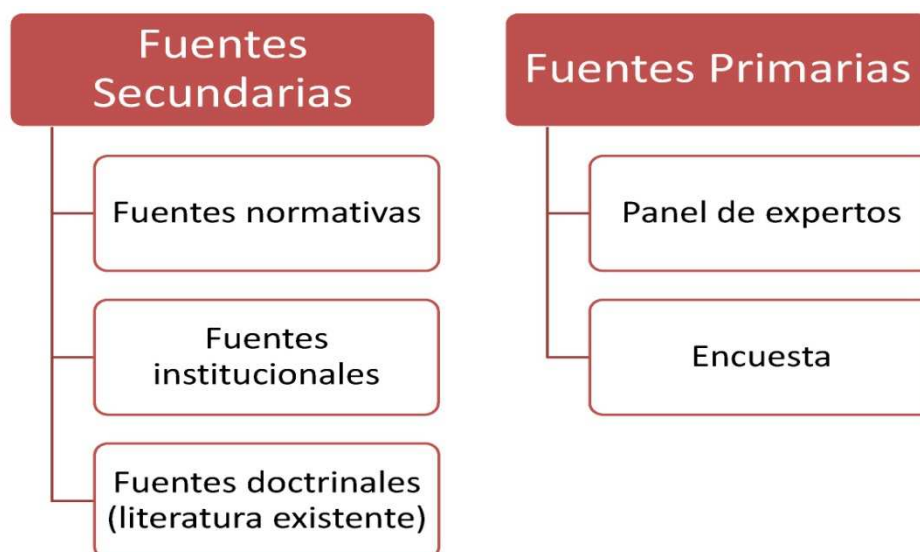 Fuentes
Secundarias
Fuentes normativas
Fuentes
institucionales
Fuentes doctrinales
(literatura existente)
Fuentes Primarias
Panel de expertos
Encuesta